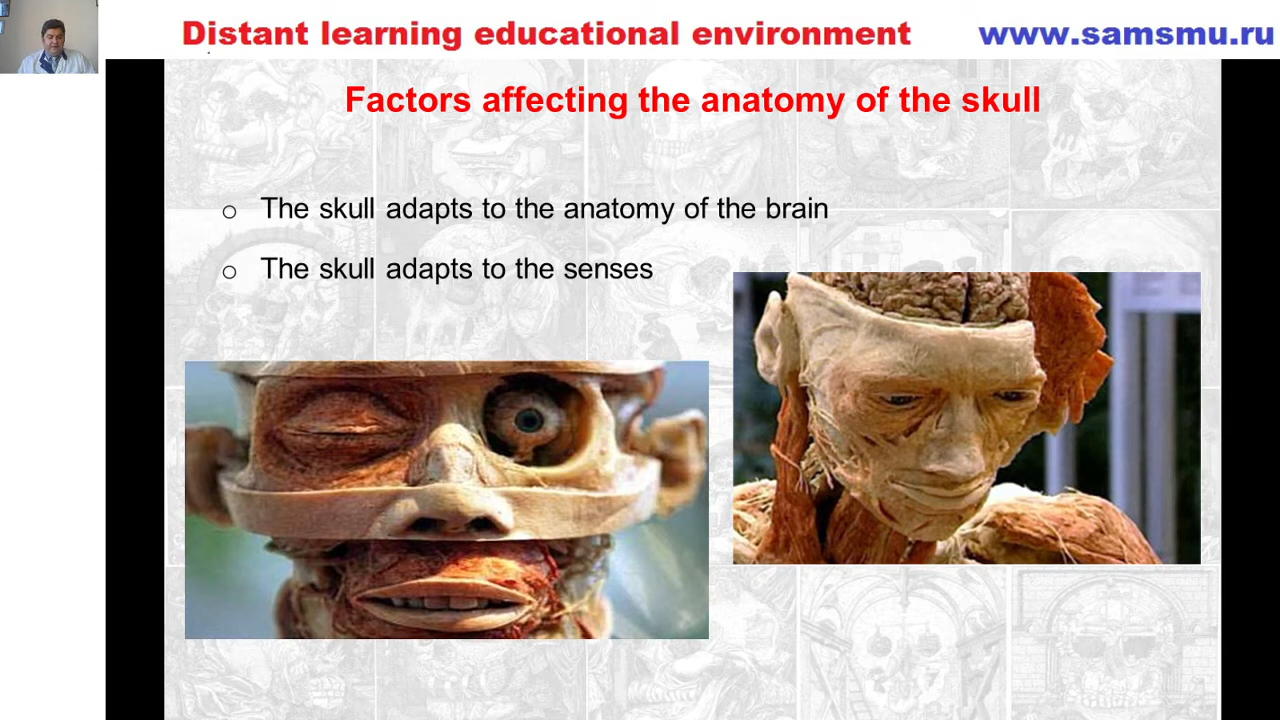 Distant learning educational environment www.samsmu.ru
Factors affecting the anatomy of the skull
o The skull adapts to the anatomy of the brain
o The skull adapts to the senses